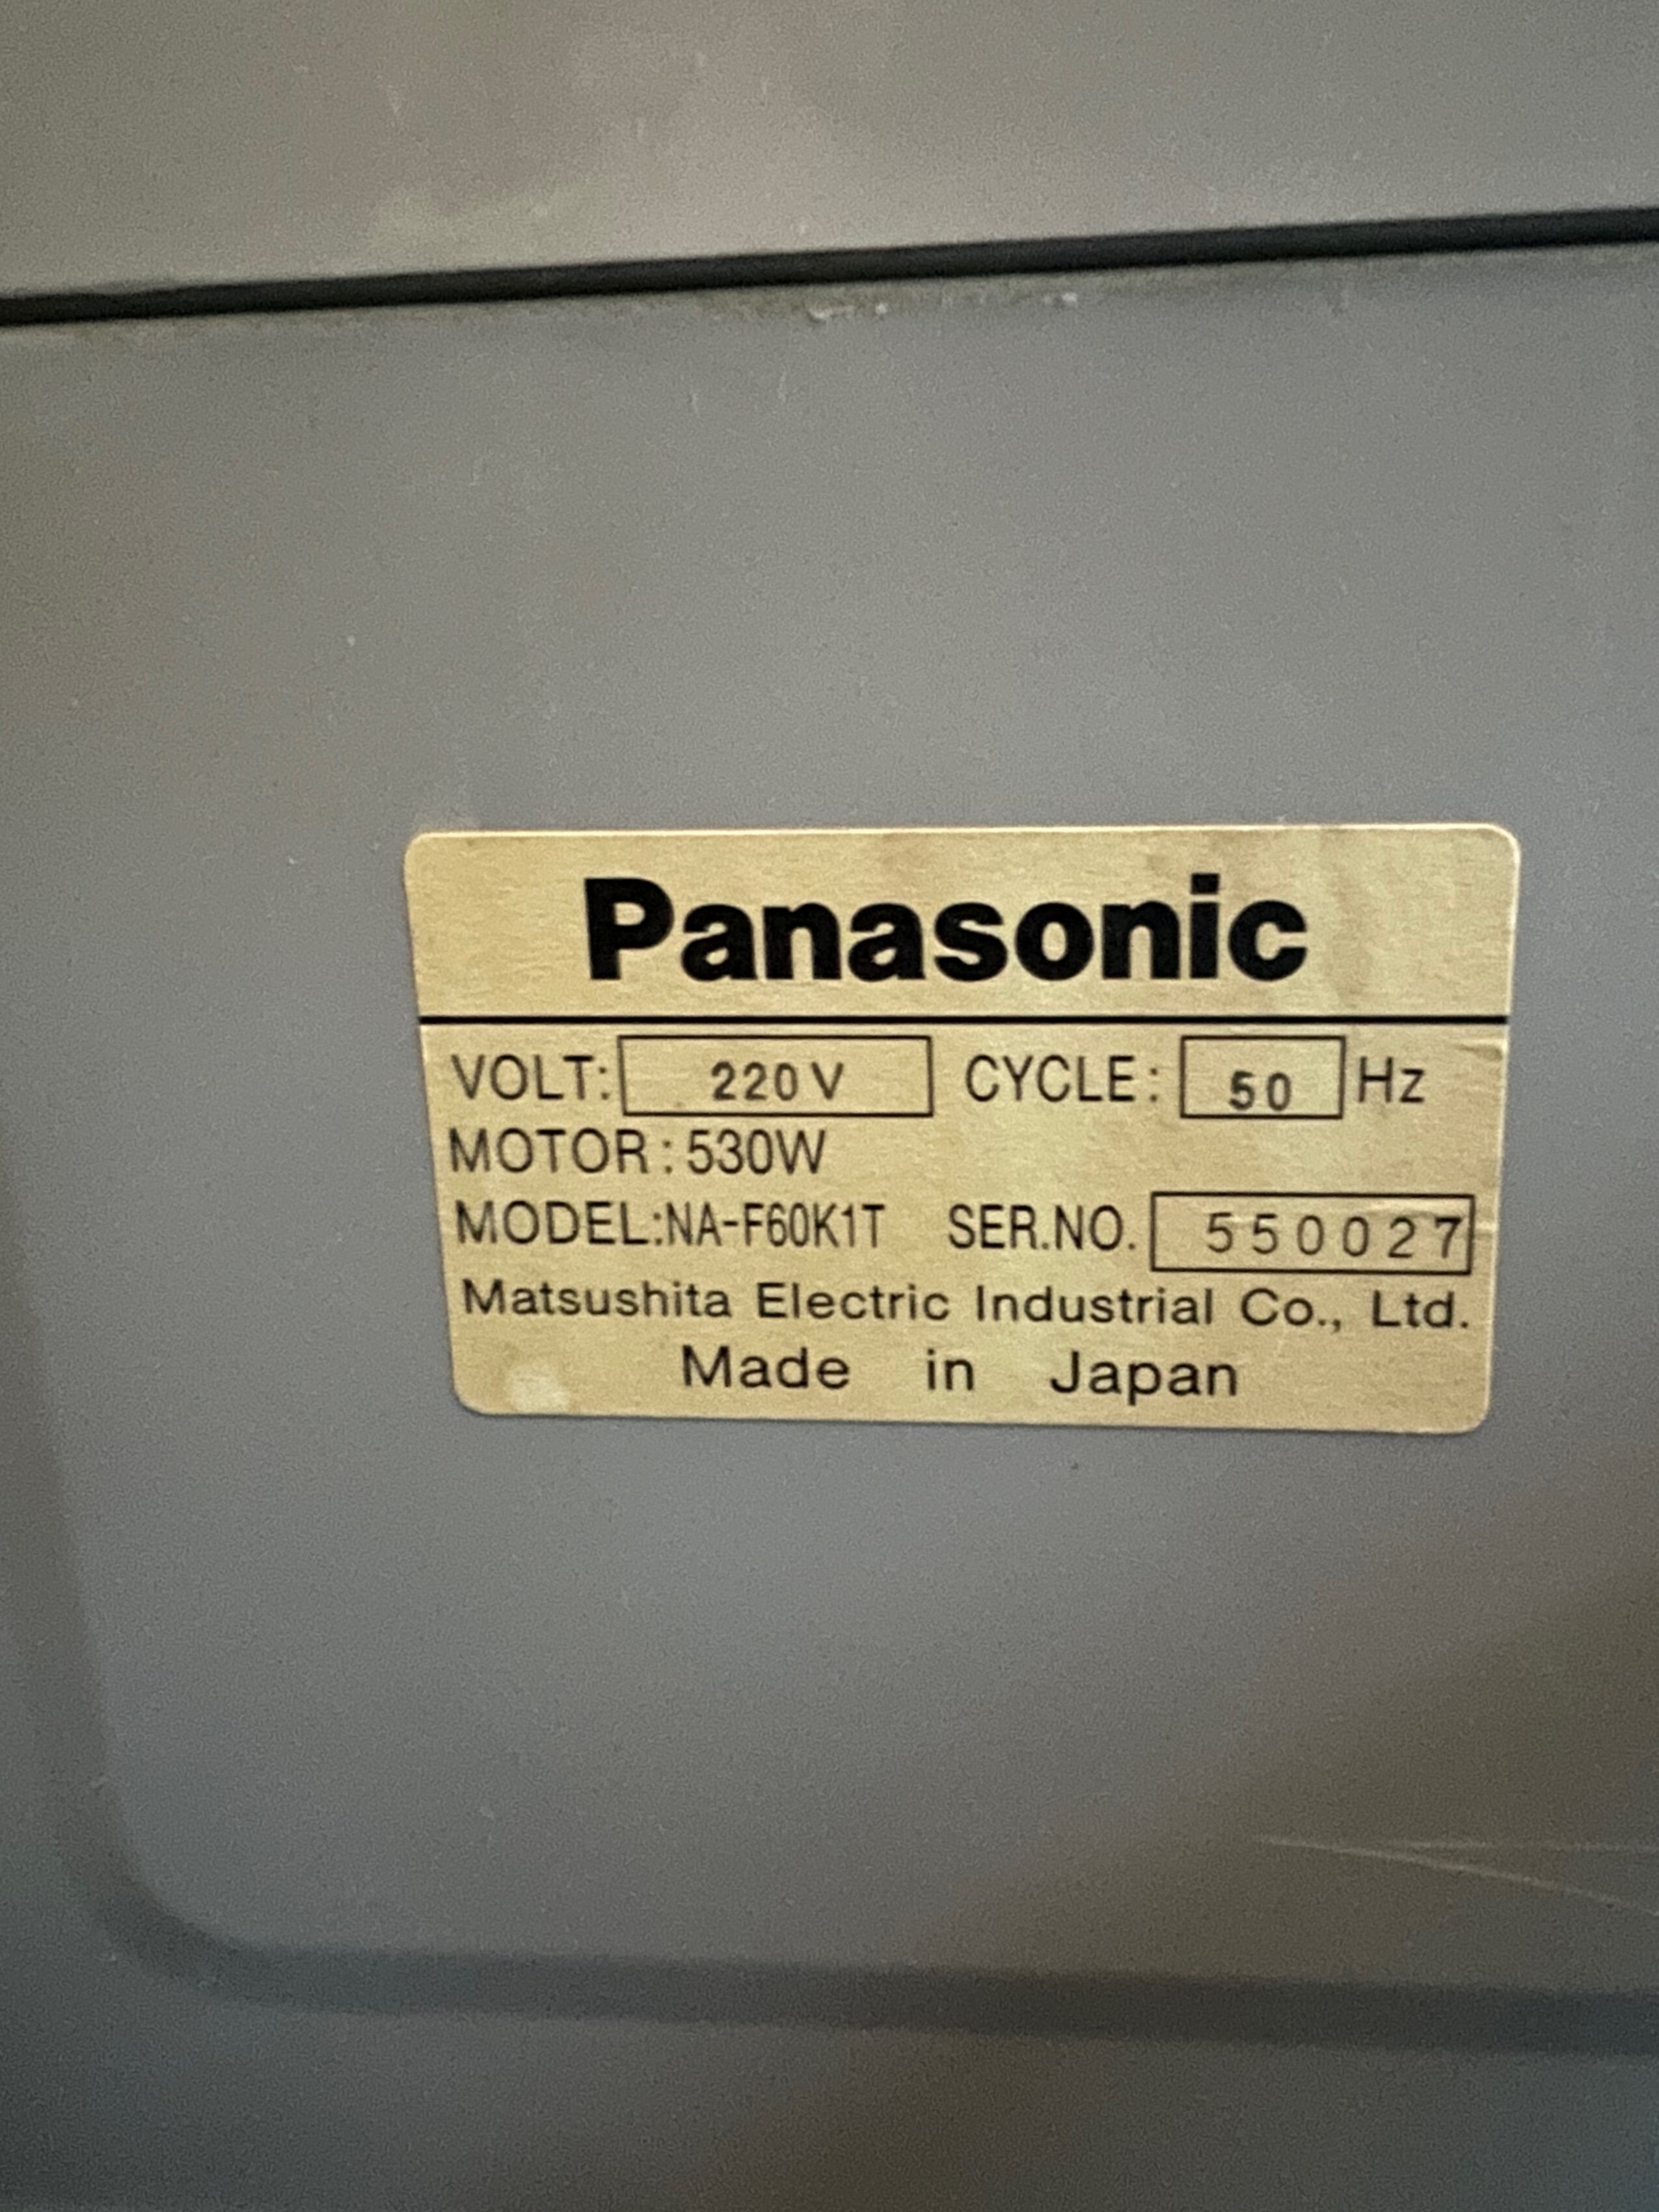 Panasonic
VOLT: 220V CYCLE: 50 Hz
MOTOR: 530W
MODEL:NA-F60K1T SER.NO. 550027
Matsushita Electric Industrial Co., Ltd.
Made in Japan